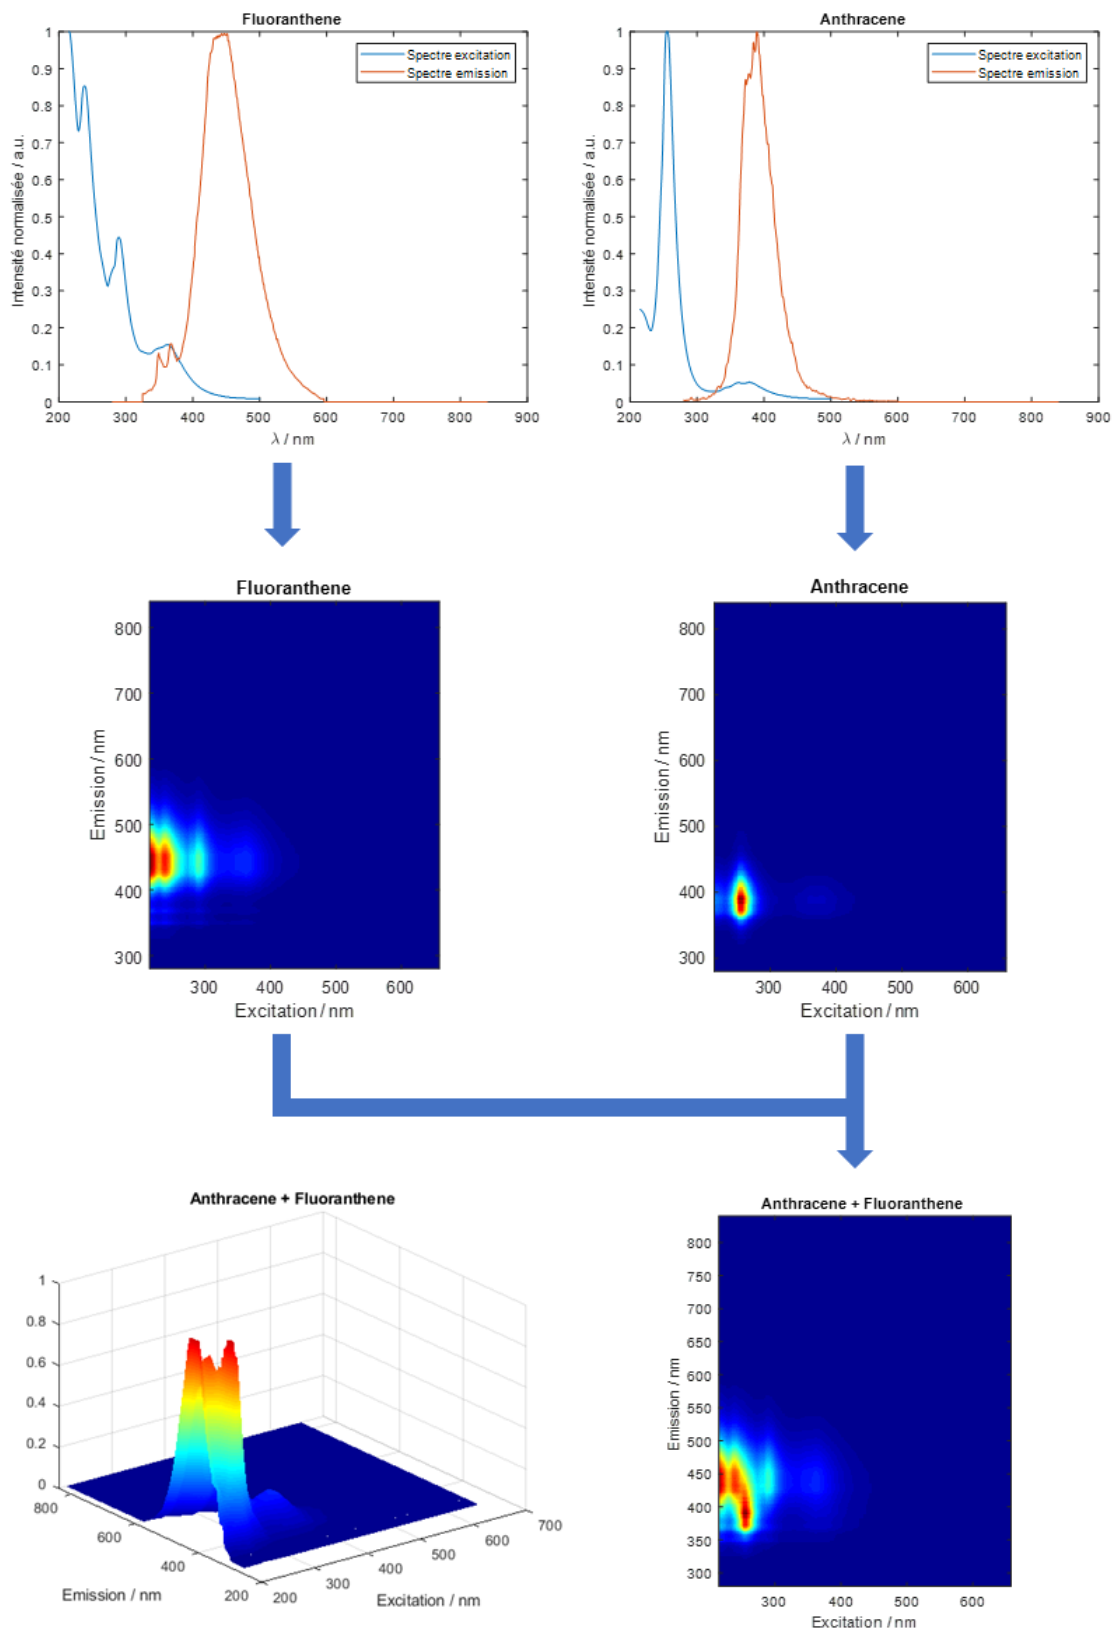 Fluoranthene
Spectre excitation
Spectre emission
Intensité normalisée / a.u.
1
0.9
0.8
0.7
0.6
0.5
0.4
0.3
0.2
0.1
0
200 300 400 500 600 700 800 900
λ / nm
Anthracene
Spectre excitation
Spectre emission
Intensité normalisée / a.u.
1
0.9
0.8
0.7
0.6
0.5
0.4
0.3
0.2
0.1
0
200 300 400 500 600 700 800 900
λ / nm
Fluoranthene
Emission / nm
800
700
600
500
400
300
300 400 500 600
Excitation / nm
Anthracene
Emission / nm
800
700
600
500
400
300
300 400 500 600
Excitation / nm
Anthracene + Fluoranthene
1
0.8
0.6
0.4
0.2
0
800
600
400
200
Emission / nm
200
300
400
500
600
700
Excitation / nm
Anthracene + Fluoranthene
Emission / nm
800
750
700
650
600
550
500
450
400
350
300
300 400 500 600
Excitation / nm